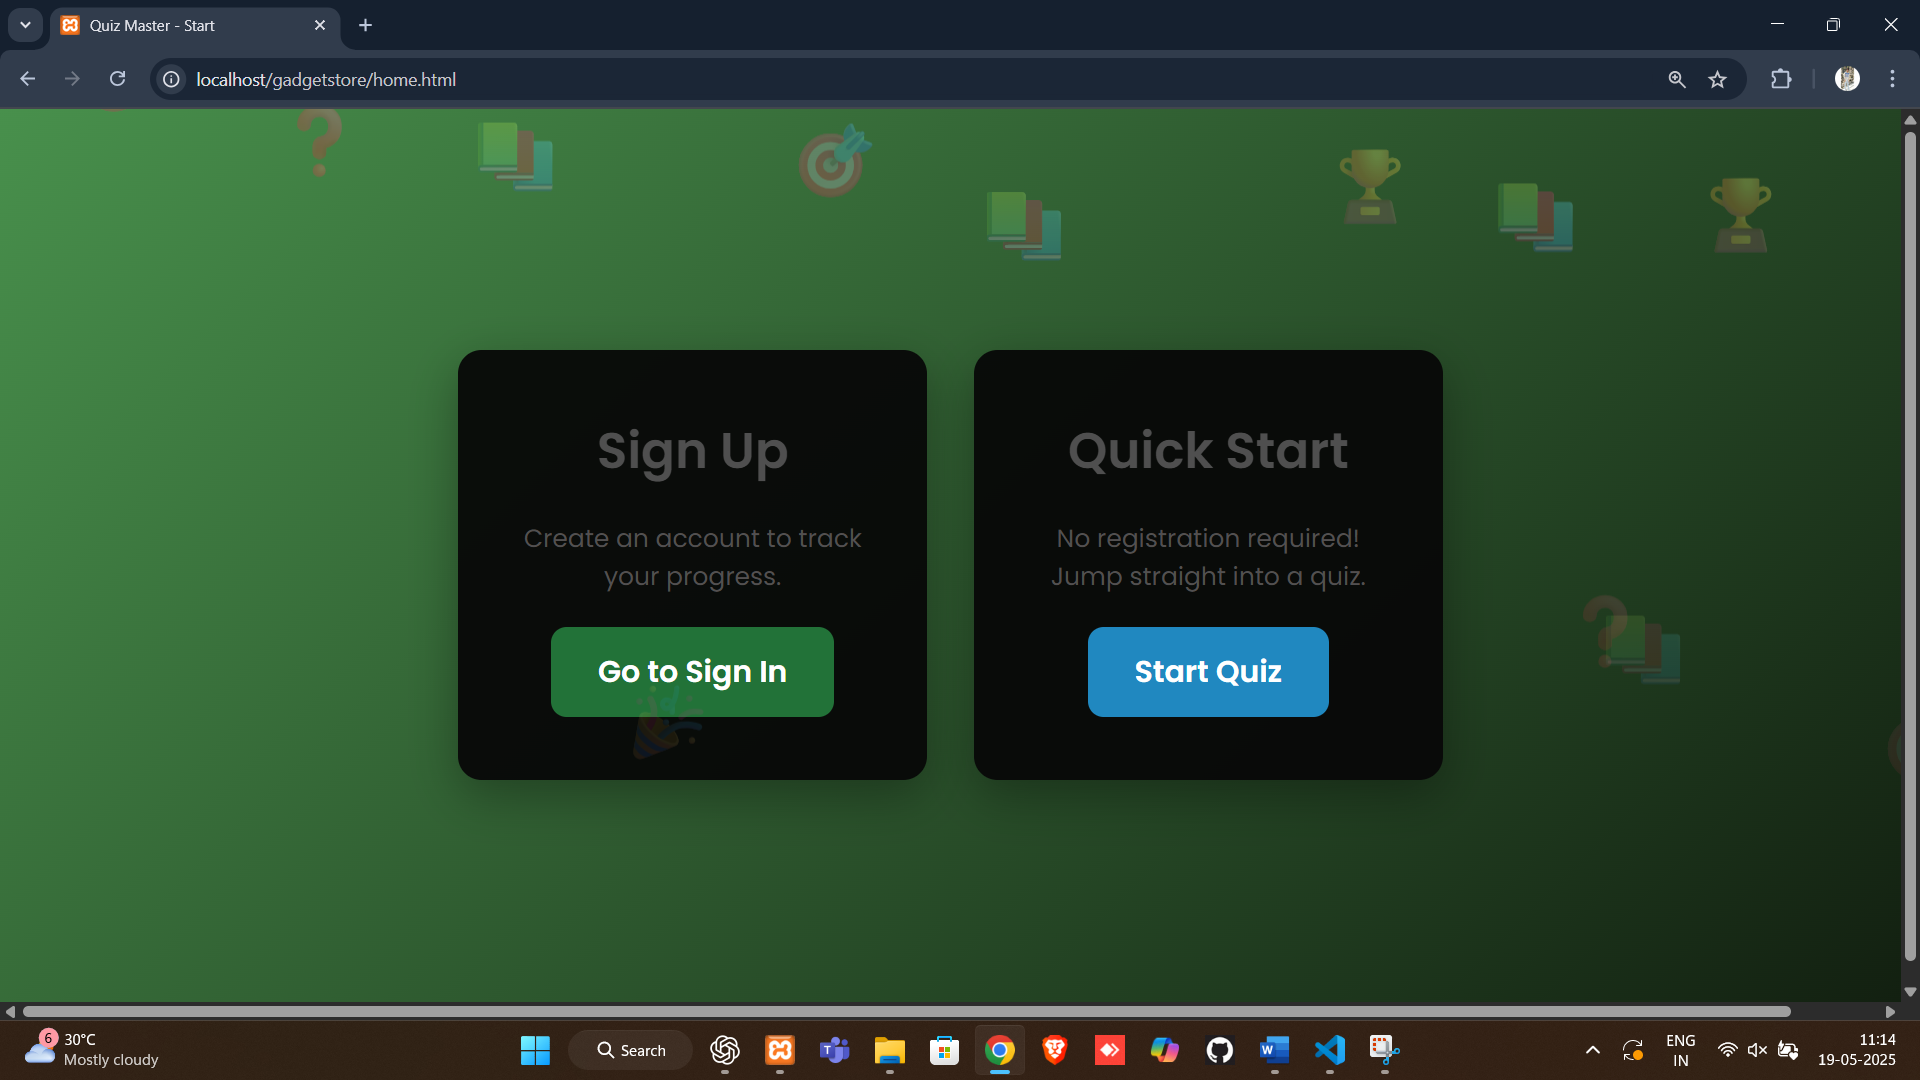 Quiz Master - Start
localhost/gadgetstore/home.html
Sign Up
Create an account to track
your progress.
Go to Sign In
Quick Start
No registration required!
Jump straight into a quiz.
Start Quiz
6
30°C
Mostly cloudy
Search
ENG
IN
11:14
19-05-2025